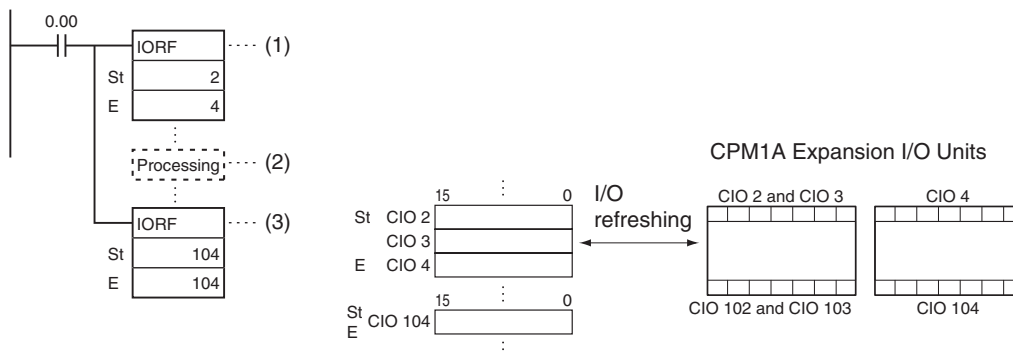 0.00
IORF
(1)
St 2
E 4
Processing
(2)
IORF
(3)
St 104
E 104
15 0
St CIO 2
CIO 3
E CIO 4
15 0
St
E
CIO 104
I/O
refreshing
CPM1A Expansion I/O Units
CIO 2 and CIO 3
CIO 4
CIO 102 and CIO 103
CIO 104